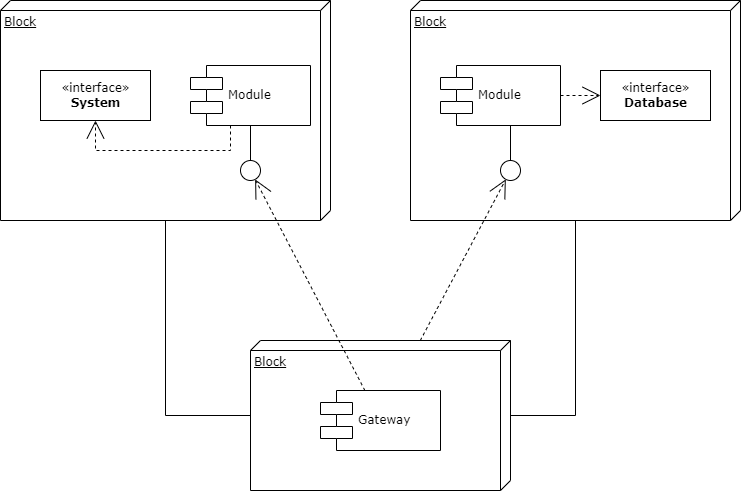 Block
«interface»
System
Module
Block
Module
«interface»
Database
Block
Gateway